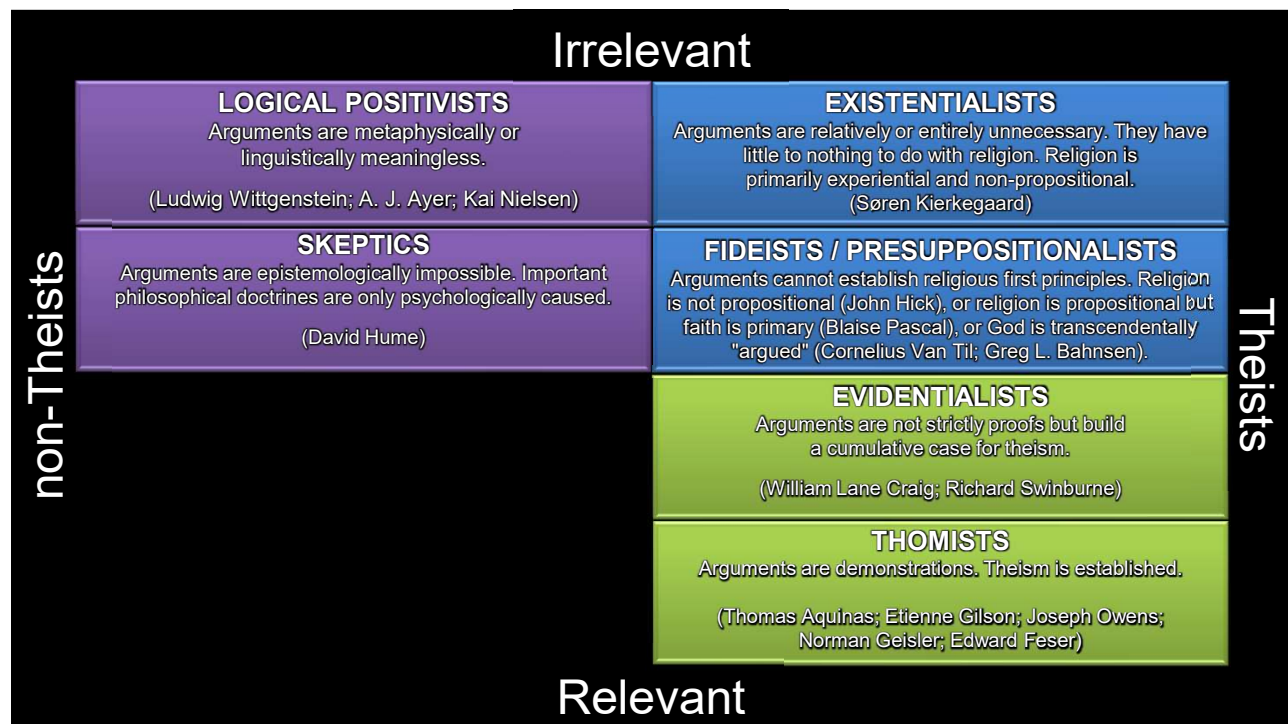 Irrelevant
LOGICAL POSITIVISTS
Arguments are metaphysically or
linguistically meaningless.
(Ludwig Wittgenstein; A. J. Ayer; Kai Nielsen)
EXISTENTIALISTS
Arguments are relatively or entirely unnecessary. They have
little to nothing to do with religion. Religion is
primarily experiential and non-propositional.
(Søren Kierkegaard)
non-Theists
SKEPTICS
Arguments are epistemologically impossible. Important
philosophical doctrines are only psychologically caused.
(David Hume)
FIDEISTS / PRESUPPOSITIONALISTS
Arguments cannot establish religious first principles. Religion
is not propositional (John Hick), or religion is propositional but
faith is primary (Blaise Pascal), or God is transcendentally
"argued" (Cornelius Van Til; Greg L. Bahnsen).
Theists
EVIDENTIALISTS
Arguments are not strictly proofs but build
a cumulative case for theism.
(William Lane Craig; Richard Swinburne)
THOMISTS
Arguments are demonstrations. Theism is established.
(Thomas Aquinas; Etienne Gilson; Joseph Owens;
Norman Geisler; Edward Feser)
Relevant